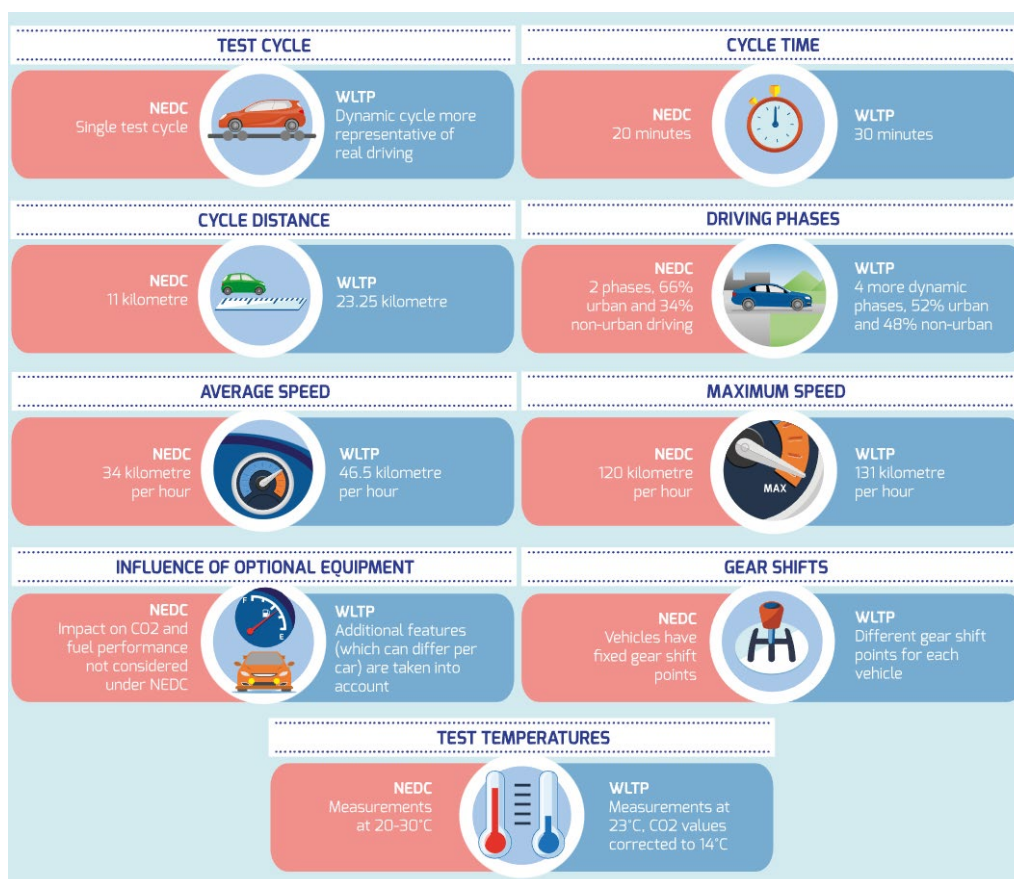 TEST CYCLE
NEDC
Single test cycle
WLTP
Dynamic cycle more
representative of
real driving
CYCLE TIME
NEDC
20 minutes
WLTP
30 minutes
CYCLE DISTANCE
NEDC
11 kilometre
WLTP
23.25 kilometre
DRIVING PHASES
NEDC
2 phases, 66%
urban and 34%
non-urban driving
WLTP
4 more dynamic
phases, 52% urban
and 48% non-urban
AVERAGE SPEED
NEDC
34 kilometre
per hour
WLTP
46.5 kilometre
per hour
MAXIMUM SPEED
NEDC
120 kilometre
per hour
MAX
WLTP
131 kilometre
per hour
INFLUENCE OF OPTIONAL EQUIPMENT
NEDC
Impact on CO2 and
fuel performance
not considered
under NEDC
F
E
WLTP
Additional features
(which can differ per
car) are taken into
account
GEAR SHIFTS
NEDC
Vehicles have
fixed gear shift
points
WLTP
Different gear shift
points for each
vehicle
TEST TEMPERATURES
NEDC
Measurements
at 20-30°C
WLTP
Measurements at
23°C, CO2 values
corrected to 14°C